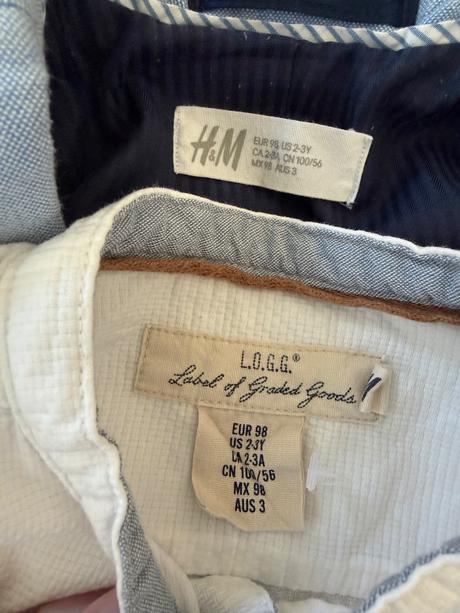 H&M
EUR 98 US 2-3Y
CA 2-3A CN 100/56
MX 98 AUS 3
L.O.G.G.®
Label of Graded Goods
EUR 98
US 2-3Y
LA 2-3A
CN 100/56
MX 98
AUS 3